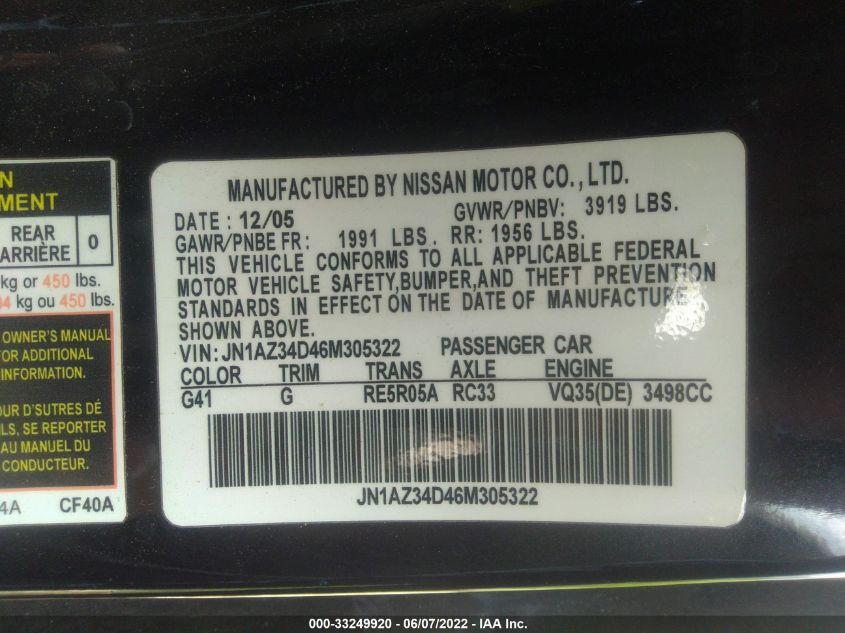 N
MENT
REAR
ARRIÈRE 0
kg or 450 lbs.
kg ou 450 lbs.
OWNER'S MANUAL
FOR ADDITIONAL
INFORMATION.
OUR D'SUTRES DÉ
ILS, SE REPORTER
AU MANUEL DU
CONDUCTEUR.
4A CF40A
MANUFACTURED BY NISSAN MOTOR CO., LTD.
DATE : 12/05 GVWR/PNBV: 3919 LBS.
GAWR/PNBE FR : 1991 LBS . RR: 1956 LBS.
THIS VEHICLE CONFORMS TO ALL APPLICABLE FEDERAL
MOTOR VEHICLE SAFETY,BUMPER,AND THEFT PREVENTION
STANDARDS IN EFFECT ON THE DATE OF MANUFACTURE
SHOWN ABOVE.
VIN: JN1AZ34D46M305322 PASSENGER CAR
COLOR TRIM TRANS AXLE ENGINE
G41 G RE5R05A RC33 VQ35(DE) 3498CC
JN1AZ34D46M305322
000-33249920 - 06/07/2022 - IAA Inc.